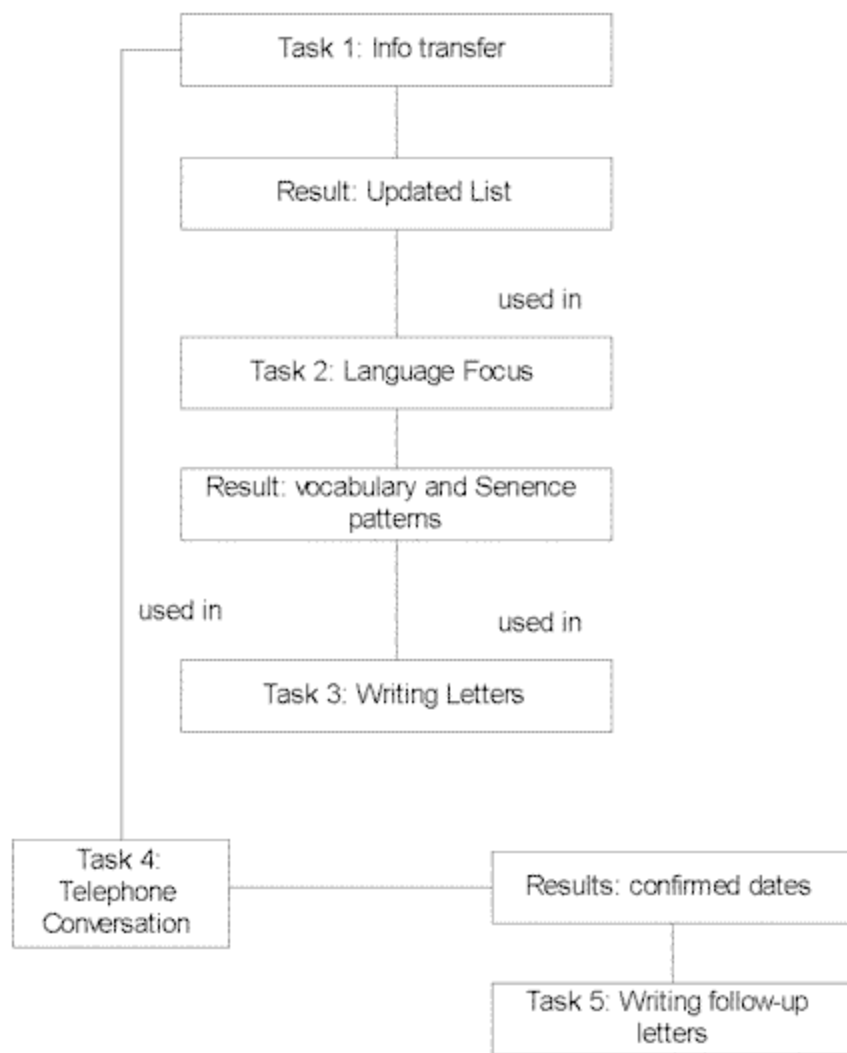 Task 1: Info transfer
Result: Updated List
used in
Task 2: Language Focus
Result: vocabulary and Senence
patterns
used in
used in
Task 3: Writing Letters
Task 4:
Telephone
Conversation
Results: confirmed dates
Task 5: Writing follow-up
letters